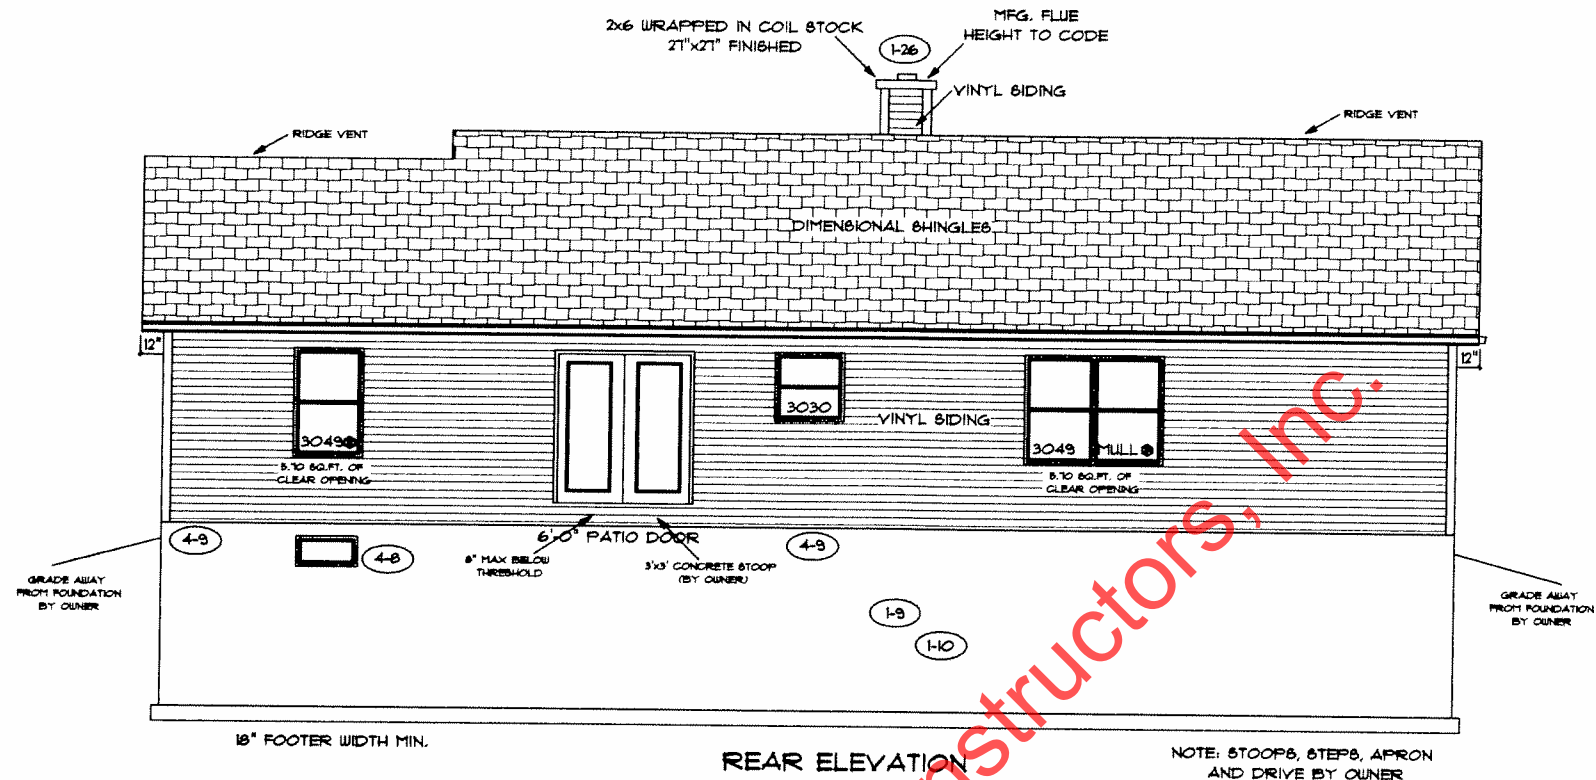 2x6 WRAPPED IN COIL STOCK
27"x27" FINISHED
MFG. FLUE
HEIGHT TO CODE
1-26
VINYL SIDING
RIDGE VENT
RIDGE VENT
DIMENSIONAL SHINGLES
12"
12"
3049
5.70 SQ.FT. OF
CLEAR OPENING
3030
VINYL SIDING
3049 MULL
5.70 SQ.FT. OF
CLEAR OPENING
4-9
4-8
6'-0" PATIO DOOR
8" MAX BELOW
THRESHOLD
3'x3' CONCRETE STOOP
(BY OWNER)
4-9
GRADE AWAY
FROM FOUNDATION
BY OWNER
GRADE AWAY
FROM FOUNDATION
BY OWNER
1-9
1-10
18" FOOTER WIDTH MIN.
REAR ELEVATION
NOTE: STOOPS, STEPS, APRON
AND DRIVE BY OWNER
nstructors, Inc.